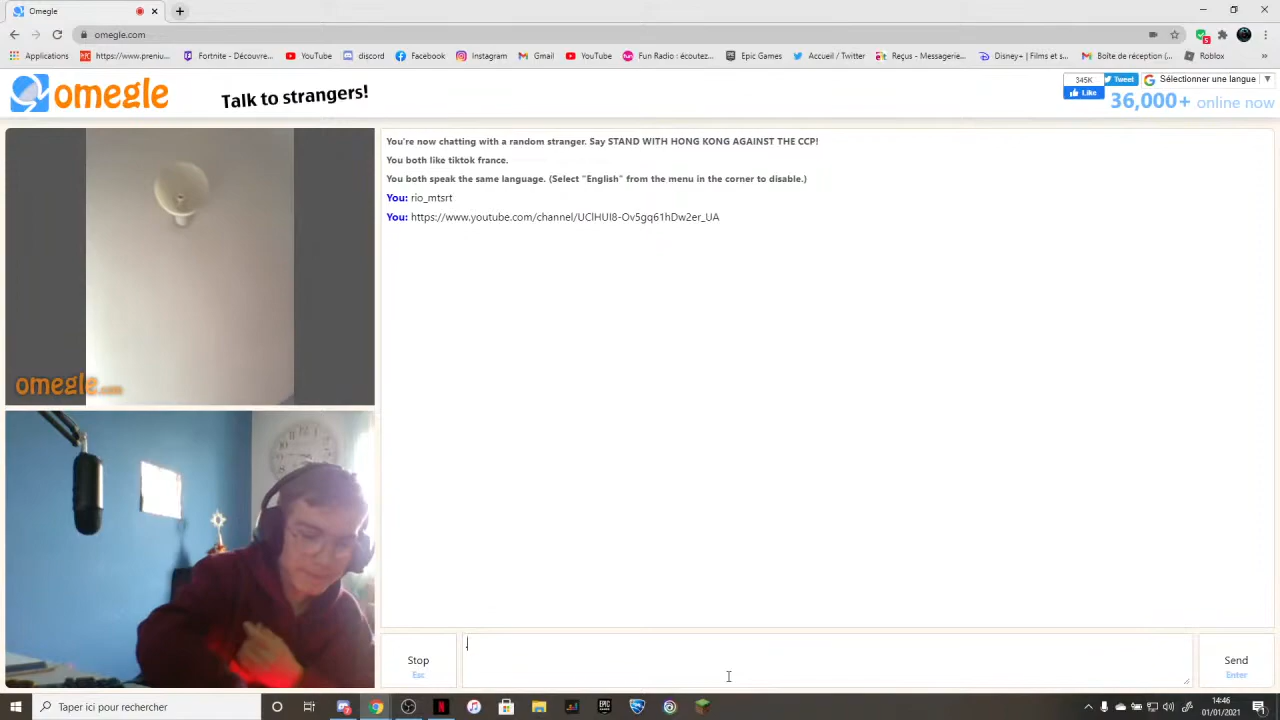 Omegle
omegle.com
Applications
https://www.preniu...
Fortnite - Découvre...
YouTube
discord
Facebook
Instagram
Gmail
YouTube
Fun Radio : écoutez...
Epic Games
Accueil / Twitter
Reçus - Messagerie...
Disney+ | Films et s...
Boîte de réception (...
Roblox
omegle
Talk to strangers!
345K
Like
Tweet
Sélectionner une langue
36,000+ online now
You're now chatting with a random stranger. Say STAND WITH HONG KONG AGAINST THE CCP!
You both like tiktok france.
You both speak the same language. (Select "English" from the menu in the corner to disable.)
You: rio_mtsrt
You: https://www.youtube.com/channel/UClHUI8-Ov5gq61hDw2er_UA
omegle.com
Stop
Esc
Send
Enter
Taper ici pour rechercher
14:46
01/01/2021